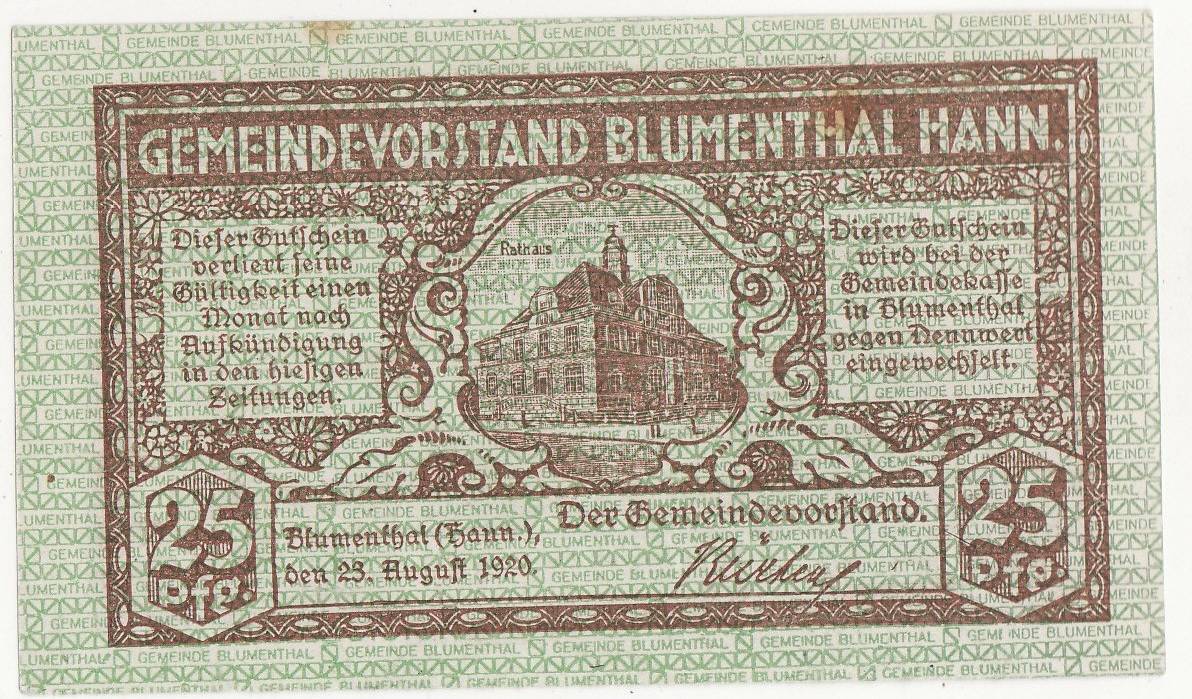 GEMEINDEVORSTAND BLUMENTHAL HANN.
Dieser Gutschein
verliert seine
Gültigkeit einen
Monat nach
Aufkündigung
in den hiesigen
Zeitungen.
Rathaus
Dieser Gutschein
wird bei der
Gemeindekasse
in Blumenthal
gegen Nennwert
eingewechselt.
25
Pfg.
Blumenthal (Hann.),
den 23. August 1920.
Der Gemeindevorstand.
25
Pfg.
GEMEINDE BLUMENTHAL